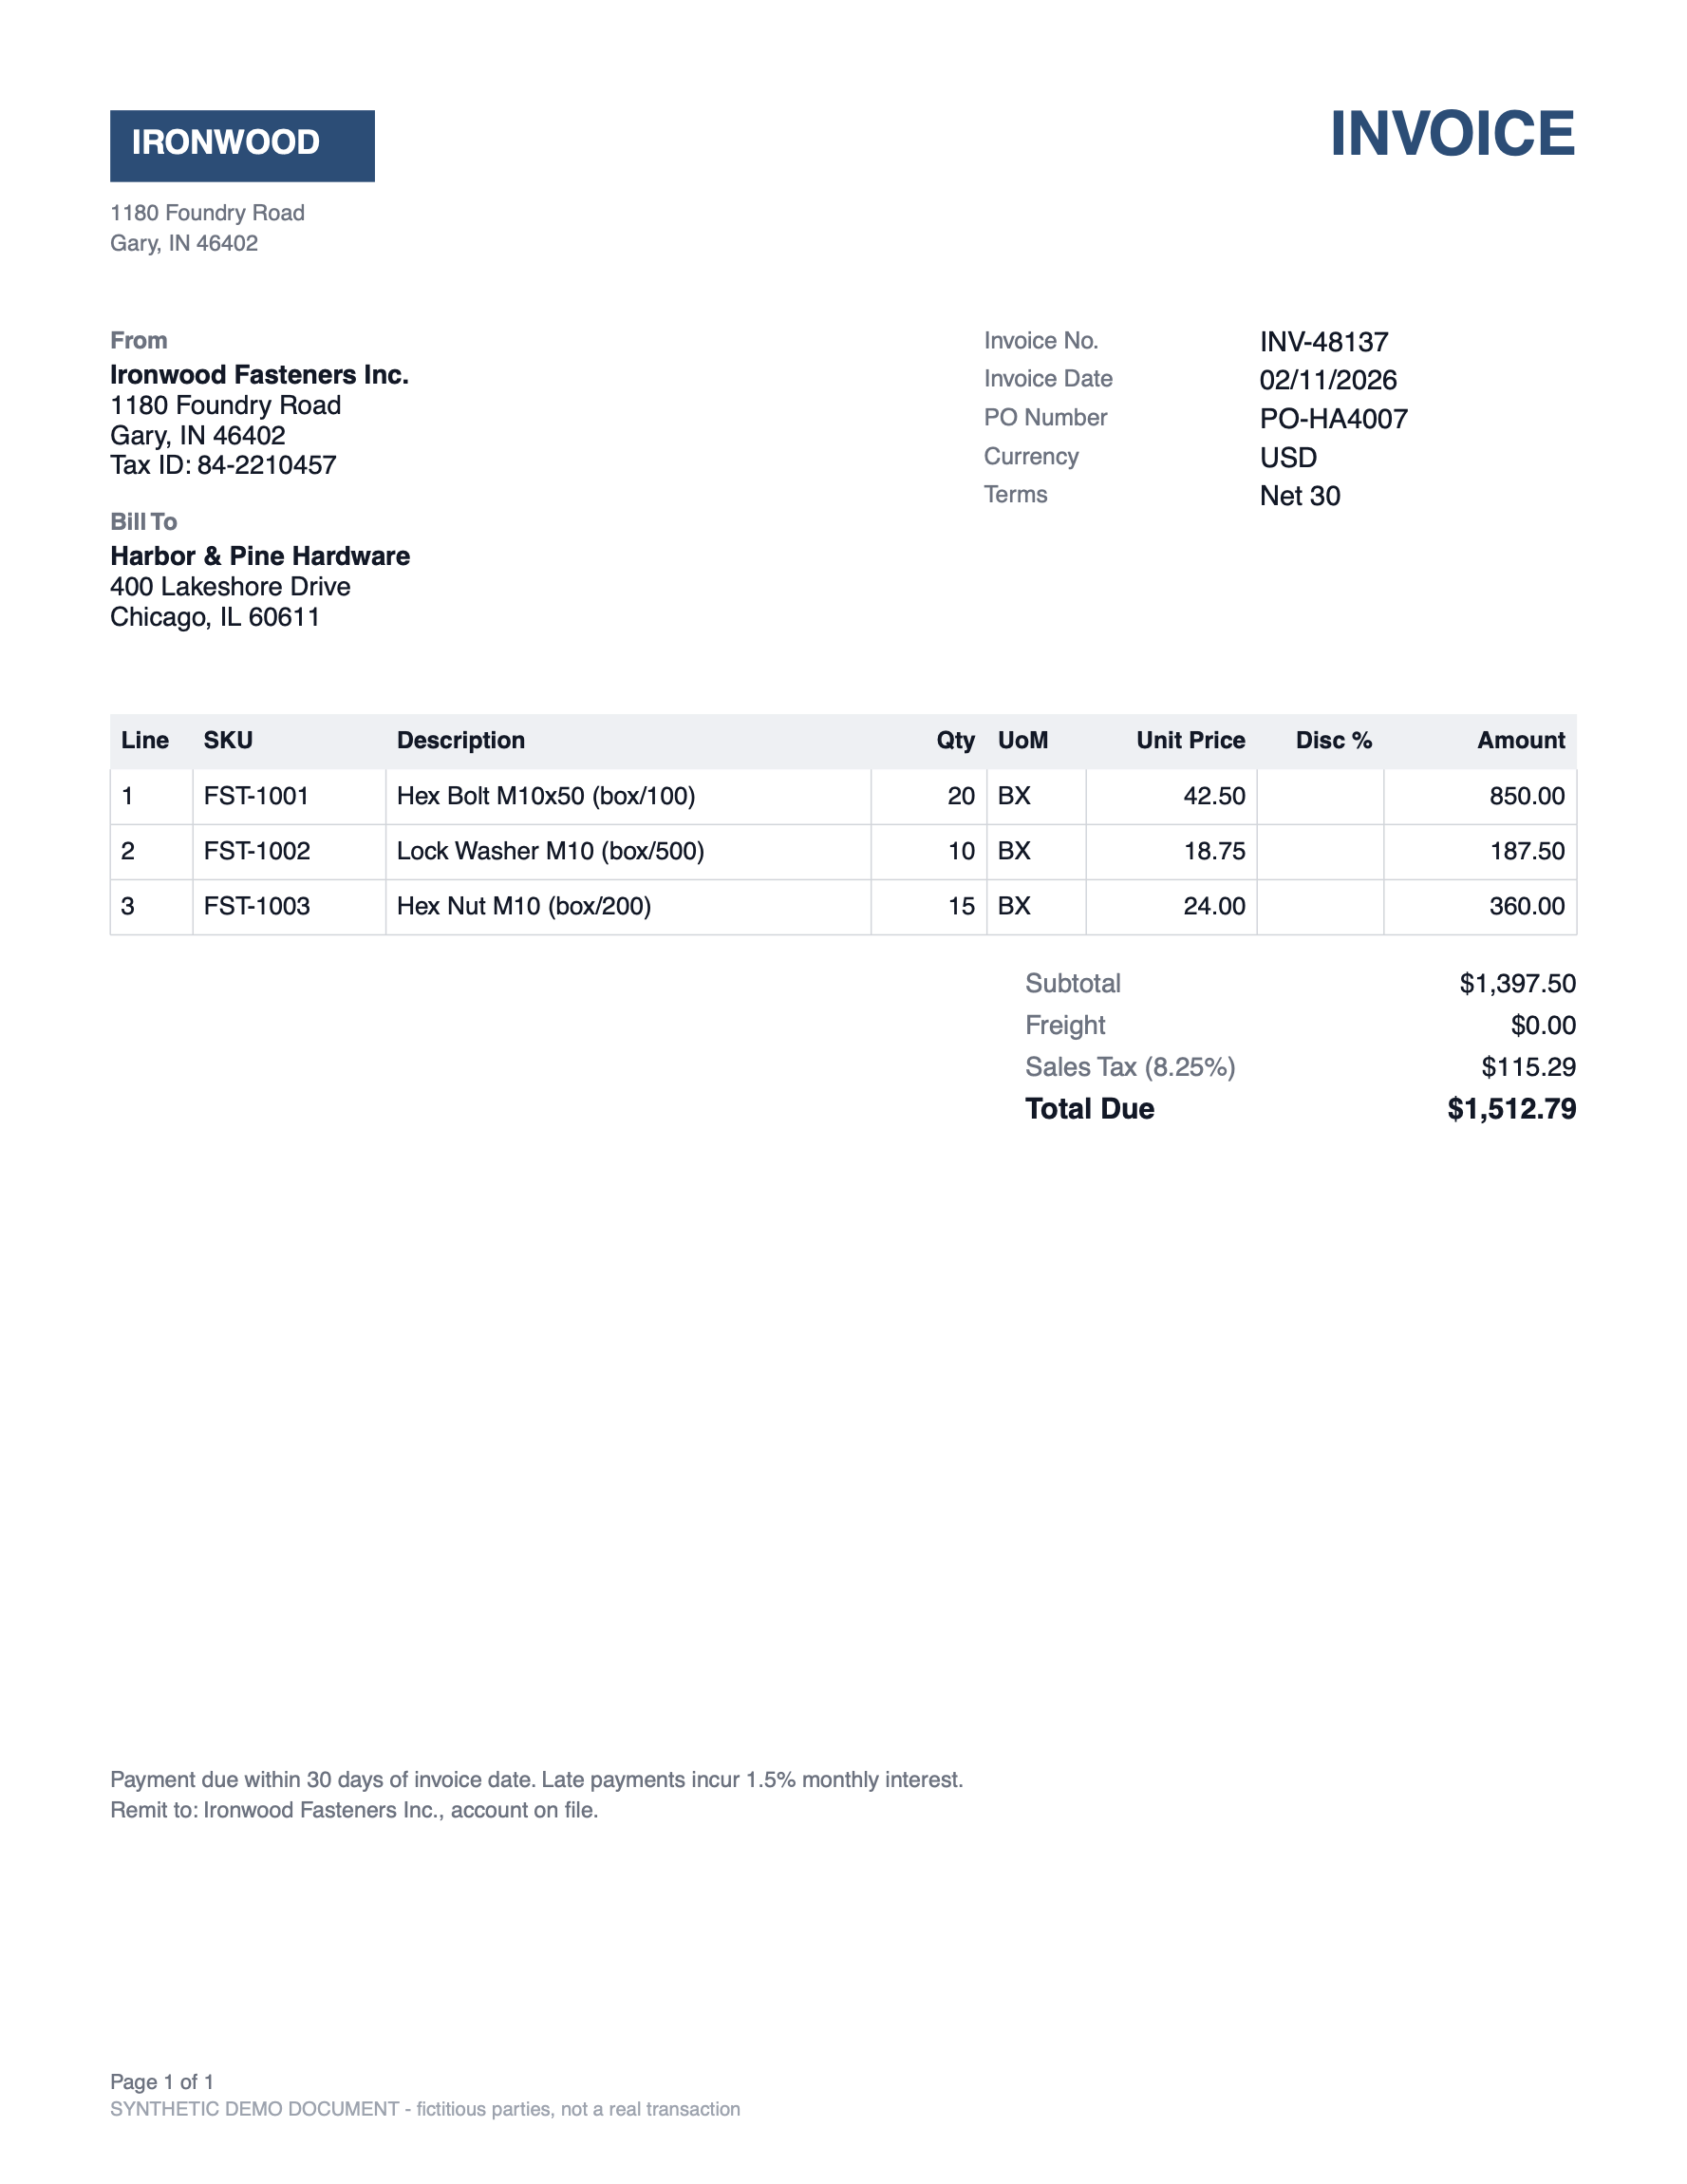 IRONWOOD
INVOICE
1180 Foundry Road
Gary, IN 46402
From
Ironwood Fasteners Inc.
1180 Foundry Road
Gary, IN 46402
Tax ID: 84-2210457
Bill To
Harbor & Pine Hardware
400 Lakeshore Drive
Chicago, IL 60611
Invoice No. INV-48137
Invoice Date 02/11/2026
PO Number PO-HA4007
Currency USD
Terms Net 30
Line SKU Description Qty UoM Unit Price Disc % Amount
1 FST-1001 Hex Bolt M10x50 (box/100) 20 BX 42.50 850.00
2 FST-1002 Lock Washer M10 (box/500) 10 BX 18.75 187.50
3 FST-1003 Hex Nut M10 (box/200) 15 BX 24.00 360.00
Subtotal $1,397.50
Freight $0.00
Sales Tax (8.25%) $115.29
Total Due $1,512.79
Payment due within 30 days of invoice date. Late payments incur 1.5% monthly interest.
Remit to: Ironwood Fasteners Inc., account on file.
Page 1 of 1
SYNTHETIC DEMO DOCUMENT - fictitious parties, not a real transaction